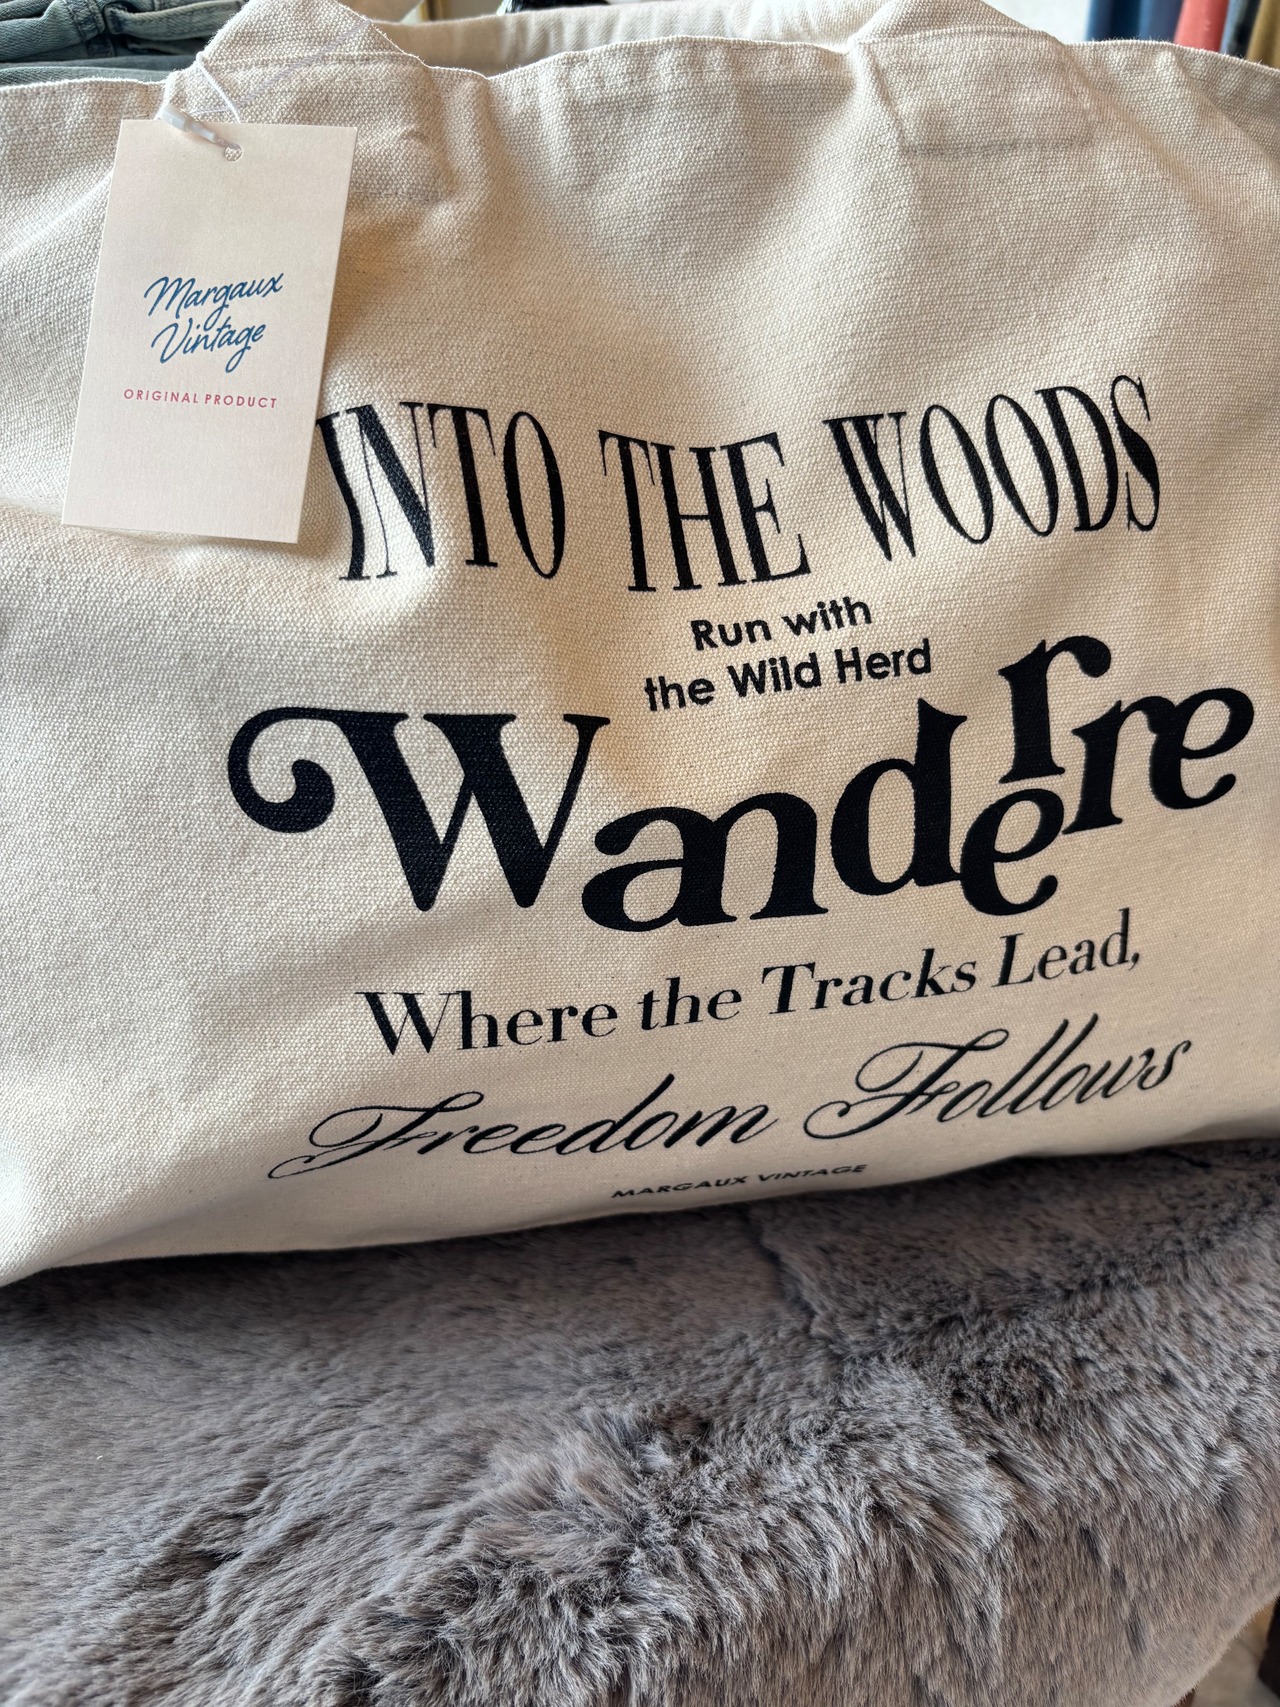 Margaux
Vintage
ORIGINAL PRODUCT
INTO THE WOODS
Run with
the Wild Herd
Wanderrre
Where the Tracks Lead,
Freedom Follows
MARGAUX VINTAGE